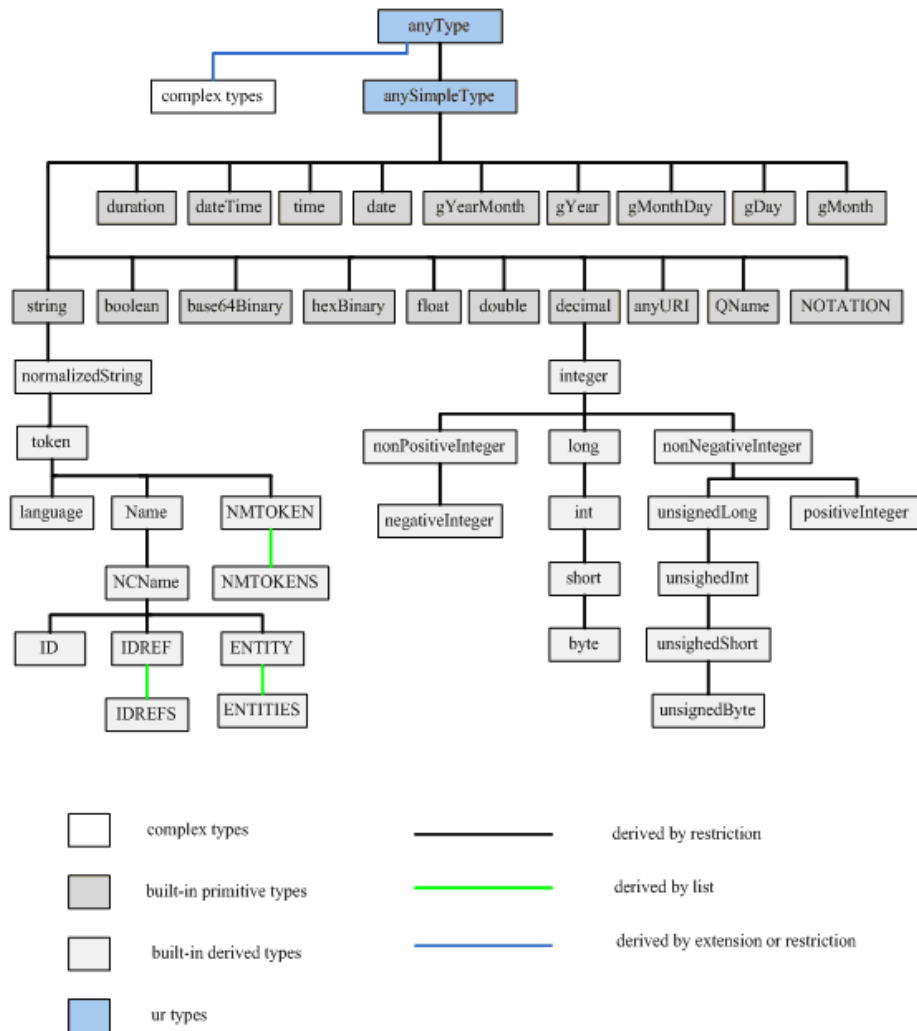 anyType
complex types
anySimpleType
duration
dateTime
time
date
gYearMonth
gYear
gMonthDay
gDay
gMonth
string
boolean
base64Binary
hexBinary
float
double
decimal
anyURI
QName
NOTATION
normalizedString
integer
token
nonPositiveInteger
long
nonNegativeInteger
language
Name
NMTOKEN
negativeInteger
int
unsignedLong
positiveInteger
NCName
NMTOKENS
short
unsighedInt
ID
IDREF
ENTITY
byte
unsighedShort
IDREFS
ENTITIES
unsignedByte
complex types
derived by restriction
built-in primitive types
derived by list
built-in derived types
derived by extension or restriction
ur types